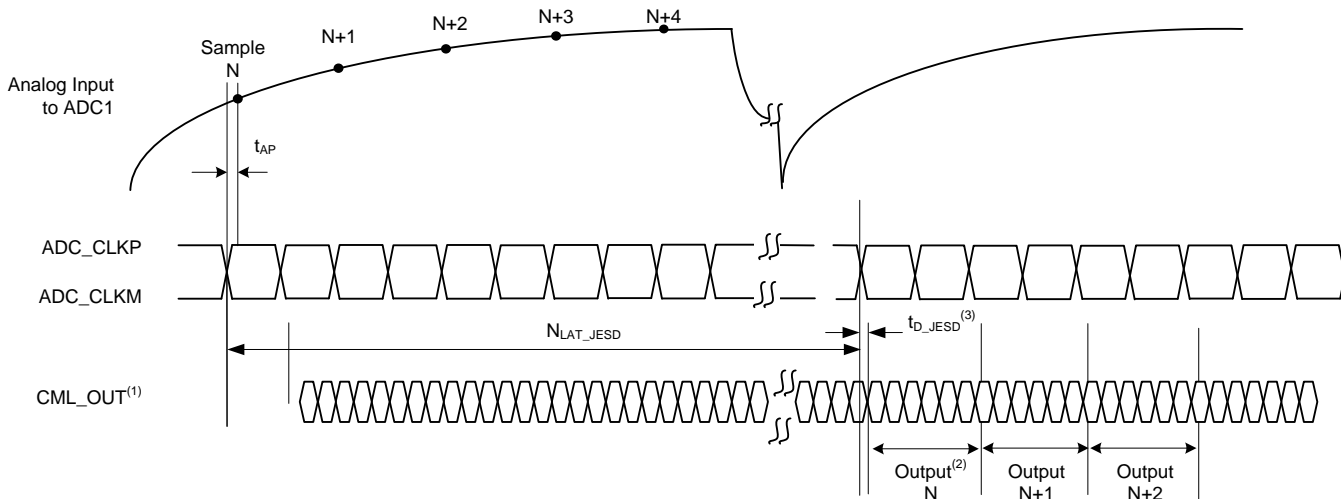 Sample
N
N+1
N+2
N+3
N+4
Analog Input
to ADC1
tAP
ADC_CLKP
ADC_CLKM
NLAT_JESD
tD_JESD(3)
CML_OUT(1)
Output(2)
N
Output
N+1
Output
N+2